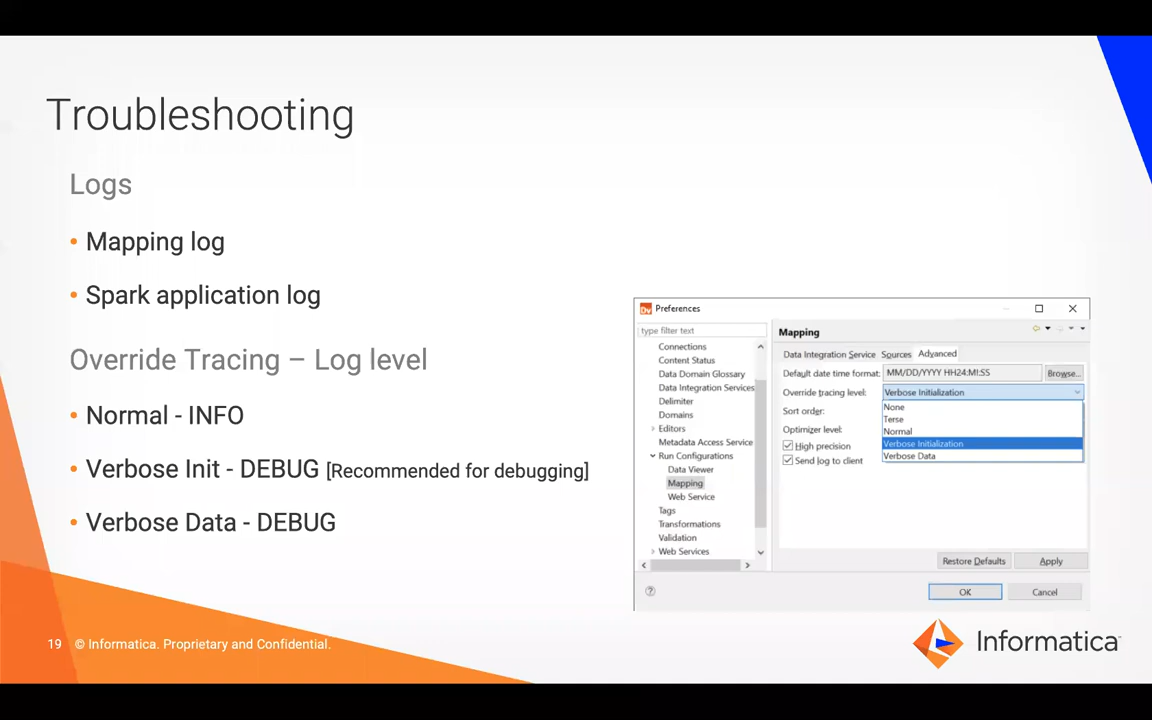 Troubleshooting
Logs
• Mapping log
• Spark application log
Override Tracing – Log level
• Normal - INFO
• Verbose Init - DEBUG [Recommended for debugging]
• Verbose Data - DEBUG
Dv Preferences
type filter text
Connections
Content Status
Data Domain Glossary
Data Integration Services
Delimiter
Domains
Editors
Metadata Access Service
Run Configurations
Data Viewer
Mapping
Web Service
Tags
Transformations
Validation
Web Services
Mapping
Data Integration Service Sources Advanced
Default date time format: MM/DD/YYYY HH24:MI:SS Browse...
Override tracing level: Verbose Initialization
None
Terse
Sort order:
Normal
Optimizer level:
Verbose Initialization
High precision
Verbose Data
Send log to client
Restore Defaults Apply
OK Cancel
19 © Informatica. Proprietary and Confidential.
Informatica